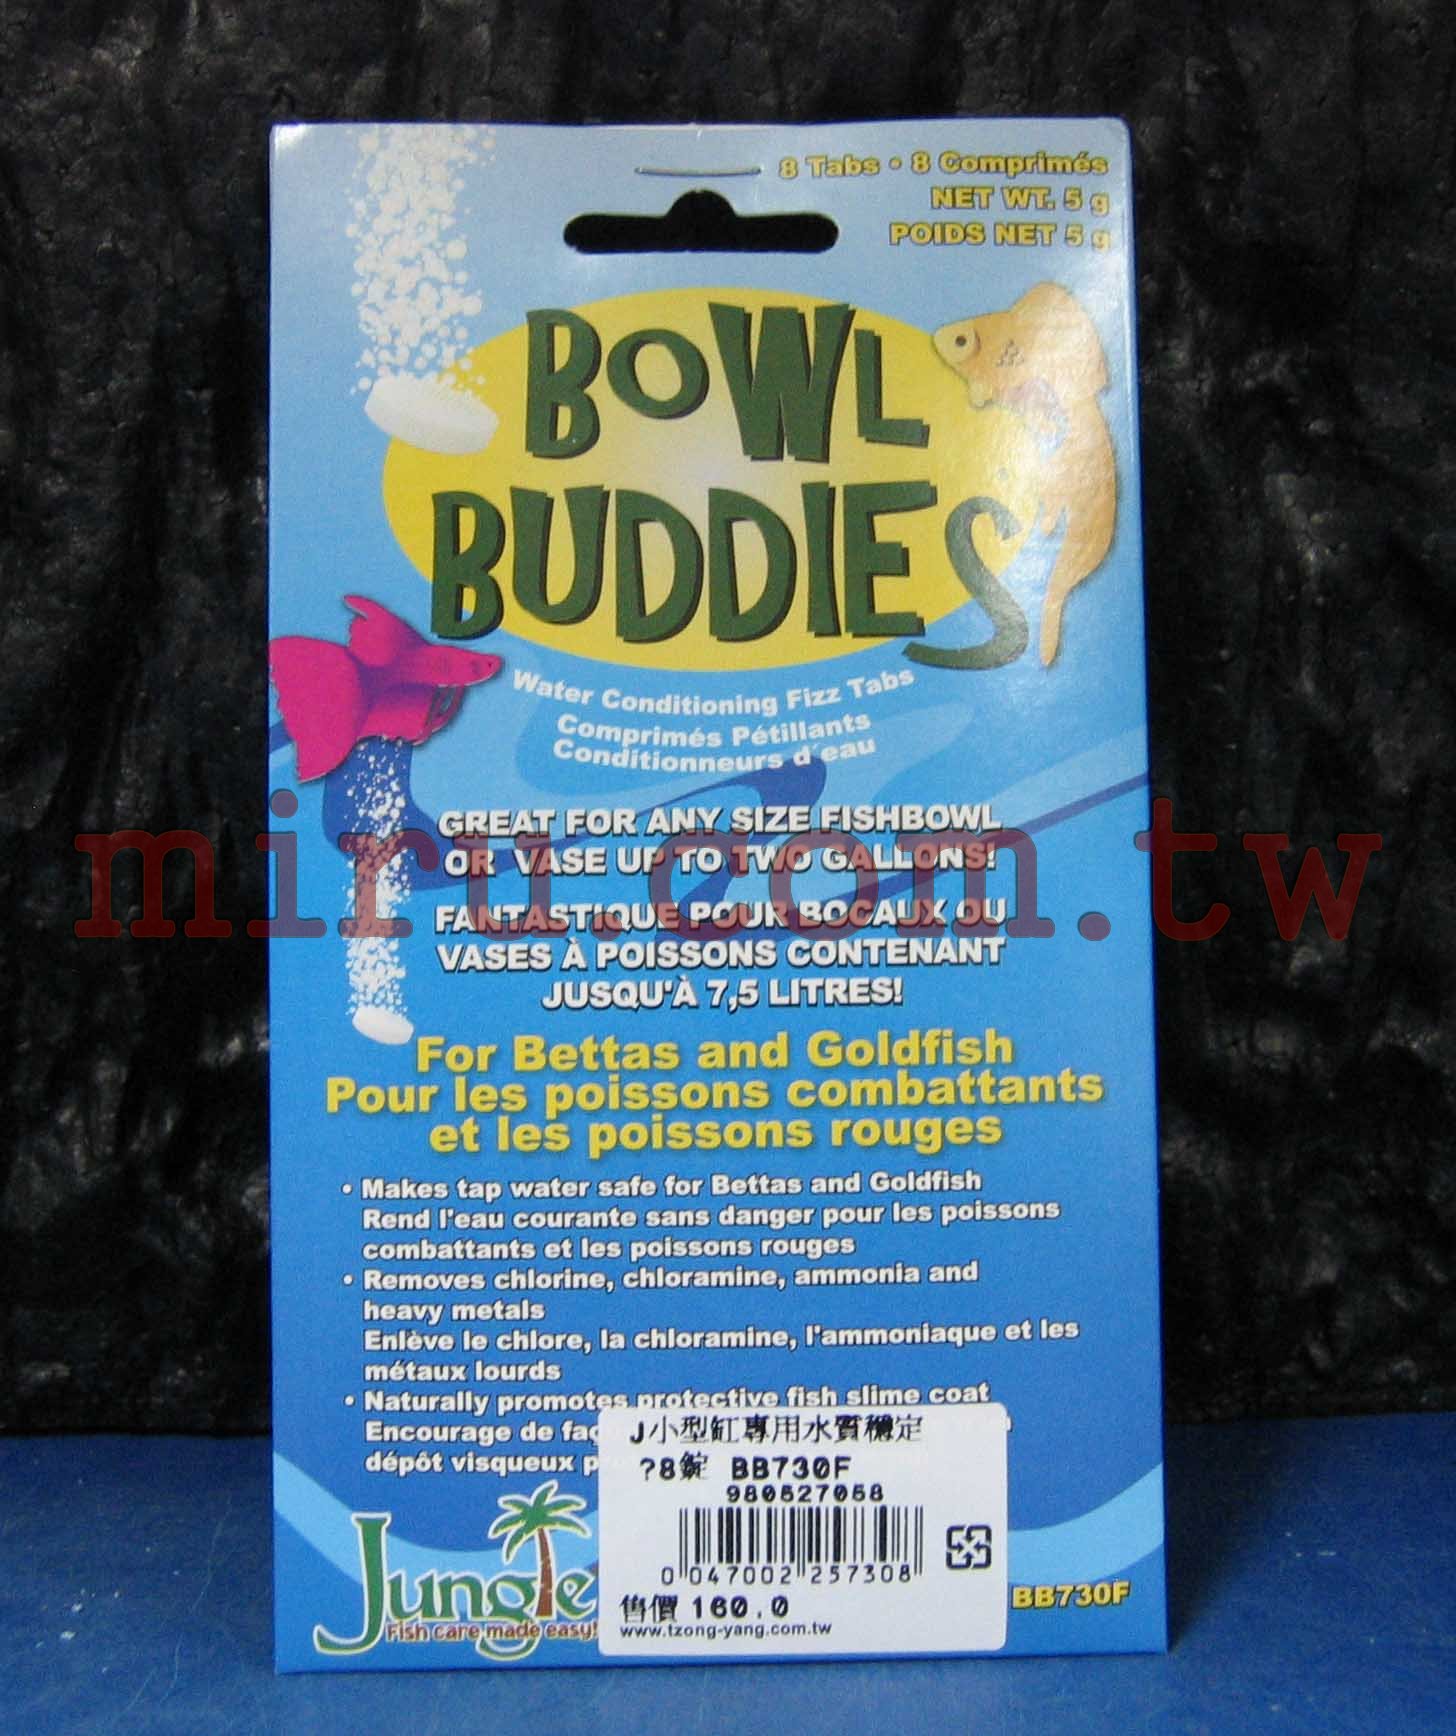 8 Tabs • 8 Comprimés
NET WT. 5 g
POIDS NET 5 g
BOWL
BUDDIES
Water Conditioning Fizz Tabs
Comprimés Pétillants
Conditionneurs d'eau
GREAT FOR ANY SIZE FISHBOWL
OR VASE UP TO TWO GALLONS!
miru.com.tw
FANTASTIQUE POUR BOCAUX OU
VASES À POISSONS CONTENANT
JUSQU'À 7,5 LITRES!
For Bettas and Goldfish
Pour les poissons combattants
et les poissons rouges
• Makes tap water safe for Bettas and Goldfish
Rend l'eau courante sans danger pour les poissons
combattants et les poissons rouges
• Removes chlorine, chloramine, ammonia and
heavy metals
Enlève le chlore, la chloramine, l'ammoniaque et les
métaux lourds
• Naturally promotes protective fish slime coat
Encourage de
dépôt visqueux
J小型缸專用水質穩定
?8錠 BB730F
980527058
0 047002 257308
售價 160.0
www.tzong-yang.com.tw
Jungle
Fish care made easy!
BB730F